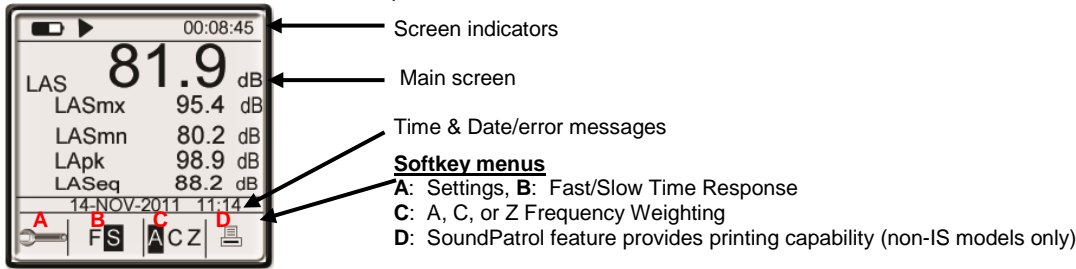 00:08:45
Screen indicators
LAS 81.9 dB
Main screen
LASmx 95.4 dB
LASmn 80.2 dB
Time & Date/error messages
LApk 98.9 dB
LASeq 88.2 dB
14-NOV-2011 11:14
Softkey menus
A: Settings, B: Fast/Slow Time Response
C: A, C, or Z Frequency Weighting
D: SoundPatrol feature provides printing capability (non-IS models only)
A B C D
F S A C Z